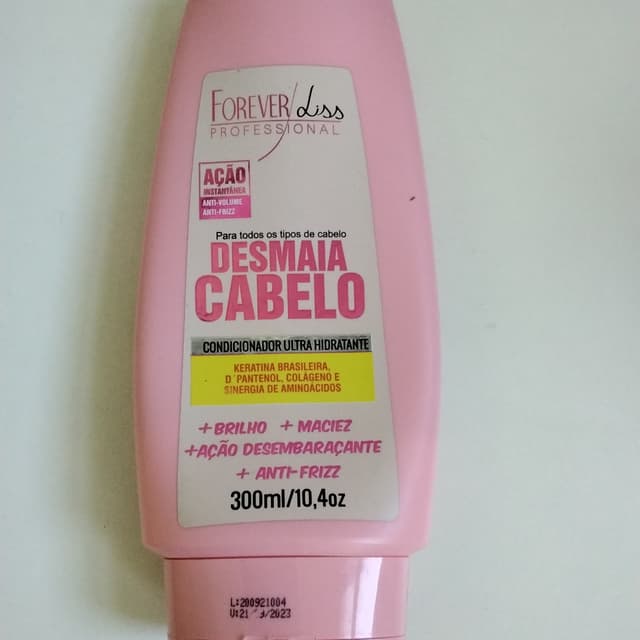 FOREVER Liss
PROFESSIONAL
AÇÃO
INSTANTÂNEA
ANTI-VOLUME
ANTI-FRIZZ
Para todos os tipos de cabelo
DESMAIA
CABELO
CONDICIONADOR ULTRA HIDRATANTE
KERATINA BRASILEIRA,
D´PANTENOL, COLÁGENO E
SINERGIA DE AMINOÁCIDOS
+BRILHO + MACIEZ
+AÇÃO DESEMBARAÇANTE
+ ANTI-FRIZZ
300ml/10,4oz
L:200921004